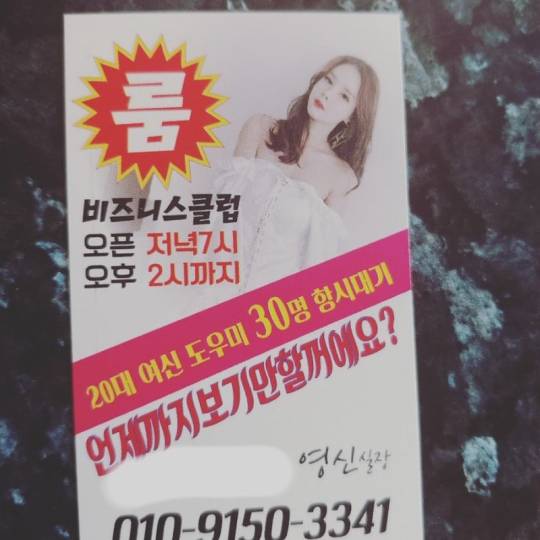 룸
비즈니스클럽
오픈 저녁7시
오후 2시까지
20대 여신 도우미 30명 항시대기
언제까지보기만할꺼에요?
영신실장
010-9150-3341